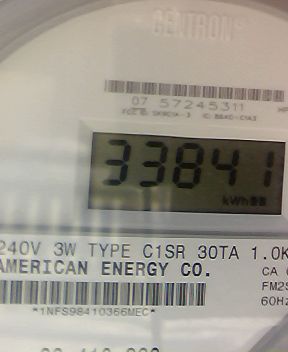 CENTRON
07 57245311
33841
kWh
240V 3W TYPE C1SR 30TA 1.0K
AMERICAN ENERGY CO.
CA
FM2S
60Hz
*1NFS98410366MEC*